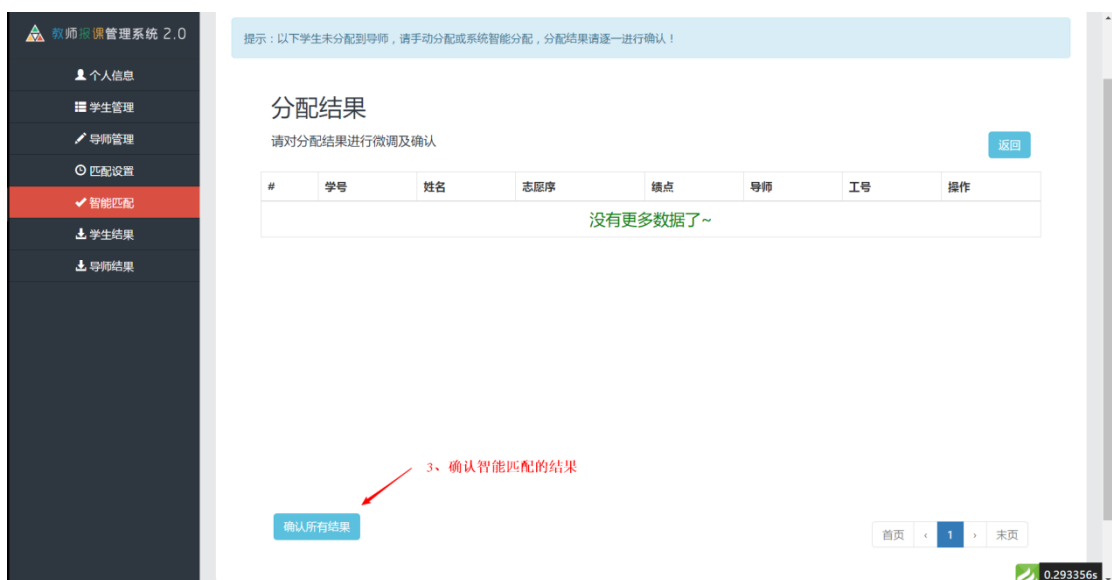 教师报课管理系统 2.0
提示：以下学生未分配到导师，请手动分配或系统智能分配，分配结果请逐一进行确认！
个人信息
学生管理
导师管理
匹配设置
智能匹配
学生结果
导师结果
分配结果
请对分配结果进行微调及确认
返回
# 学号 姓名 志愿序 绩点 导师 工号 操作
没有更多数据了~
3、确认智能匹配的结果
确认所有结果
首页 ‹ 1 › 末页
0.293356s